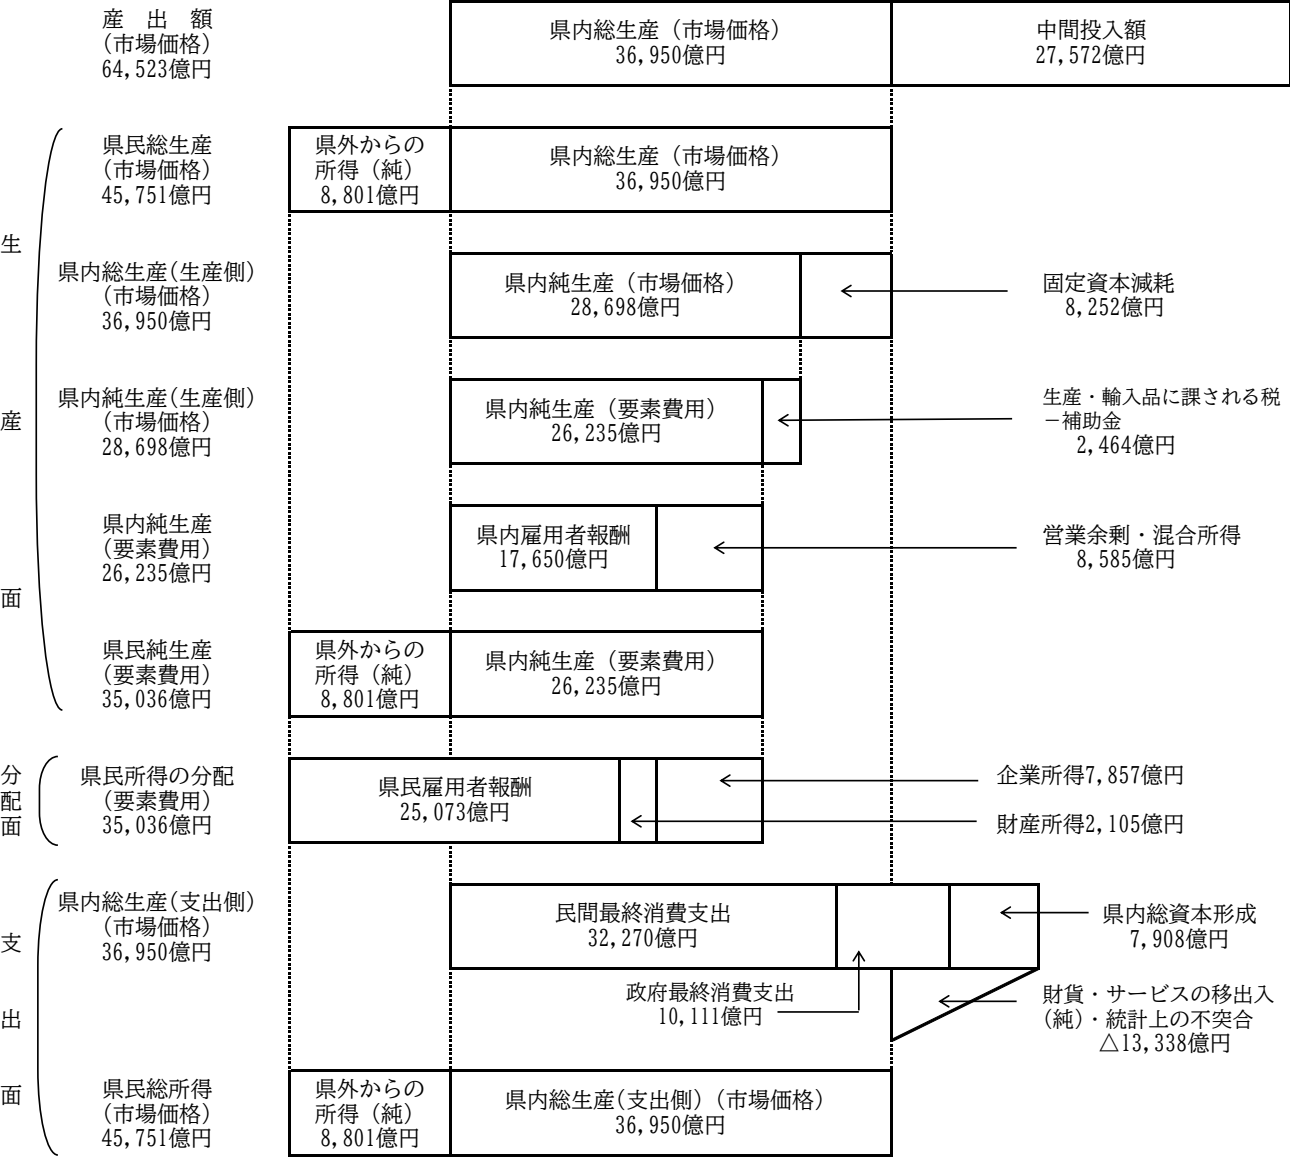 産　出　額
（市場価格）
64,523億円
県内総生産（市場価格）
36,950億円
中間投入額
27,572億円
生
産
面
県民総生産
（市場価格）
45,751億円
県外からの
所得（純）
8,801億円
県内総生産（市場価格）
36,950億円
県内総生産(生産側)
（市場価格）
36,950億円
県内純生産（市場価格）
28,698億円
固定資本減耗
8,252億円
県内純生産(生産側)
（市場価格）
28,698億円
県内純生産（要素費用）
26,235億円
生産・輸入品に課される税
－補助金
2,464億円
県内純生産
（要素費用）
26,235億円
県内雇用者報酬
17,650億円
営業余剰・混合所得
8,585億円
県民純生産
（要素費用）
35,036億円
県外からの
所得（純）
8,801億円
県内純生産（要素費用）
26,235億円
分
配
面
県民所得の分配
（要素費用）
35,036億円
県民雇用者報酬
25,073億円
企業所得7,857億円
財産所得2,105億円
支
出
面
県内総生産(支出側)
（市場価格）
36,950億円
民間最終消費支出
32,270億円
県内総資本形成
7,908億円
政府最終消費支出
10,111億円
財貨・サービスの移出入
(純)・統計上の不突合
△13,338億円
県民総所得
（市場価格）
45,751億円
県外からの
所得（純）
8,801億円
県内総生産(支出側)（市場価格）
36,950億円